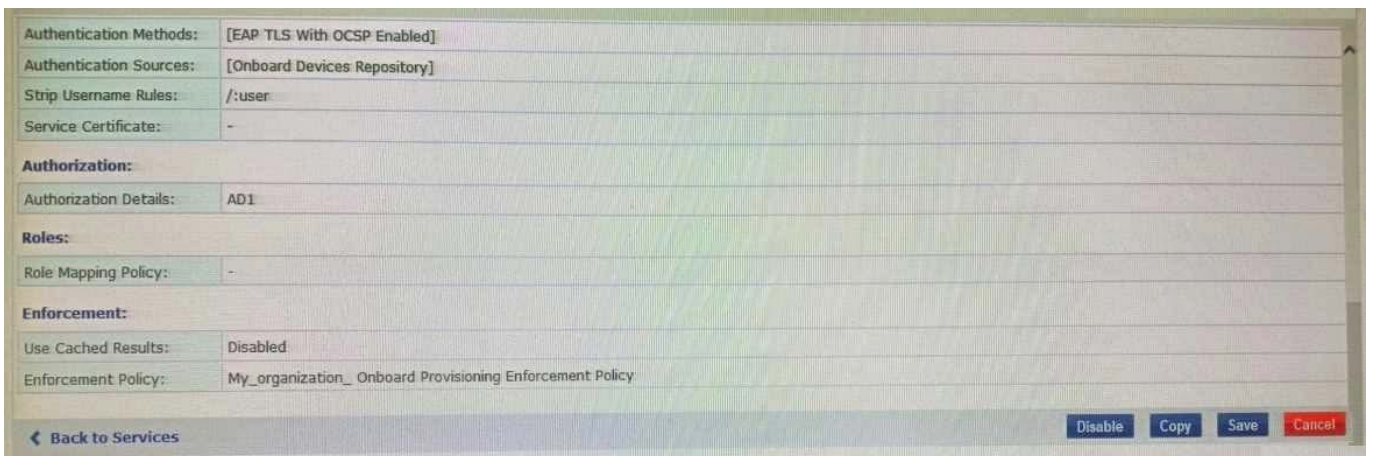 Authentication Methods: [EAP TLS With OCSP Enabled]
Authentication Sources: [Onboard Devices Repository]
Strip Username Rules: /:user
Service Certificate: -
Authorization:
Authorization Details: AD1
Roles:
Role Mapping Policy: -
Enforcement:
Use Cached Results: Disabled
Enforcement Policy: My_organization_ Onboard Provisioning Enforcement Policy
Back to Services Disable Copy Save Cancel